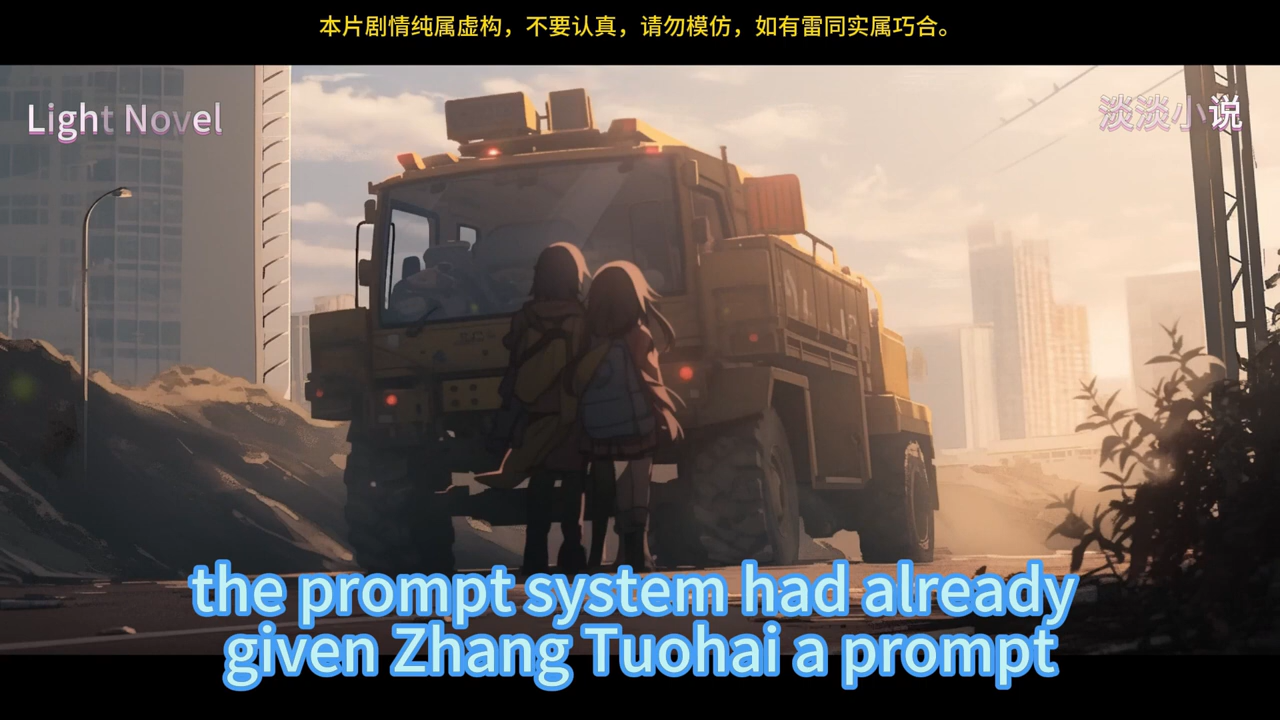 本片剧情纯属虚构，不要认真，请勿模仿，如有雷同实属巧合。
Light Novel
淡淡小说
the prompt system had already
given Zhang Tuohai a prompt